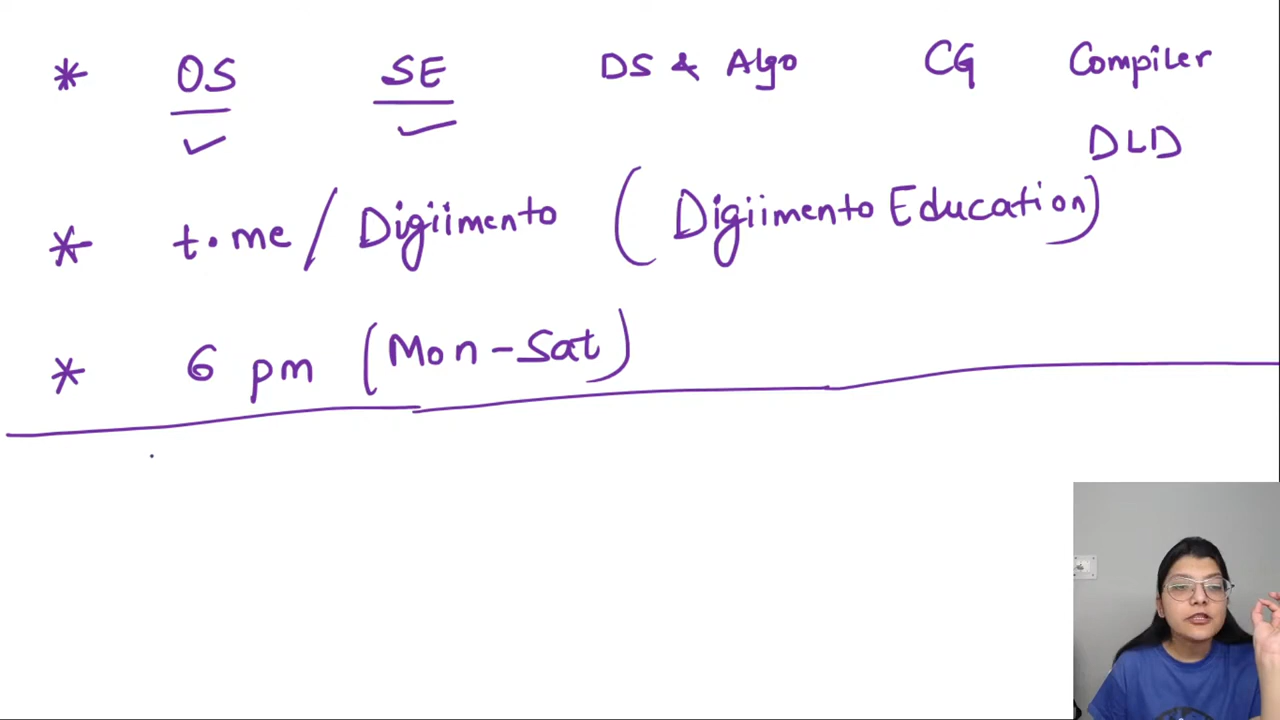 * OS SE DS & Algo CG Compiler
DLD
* t.me/Digiimento (Digiimento Education)
* 6 pm (Mon-Sat)